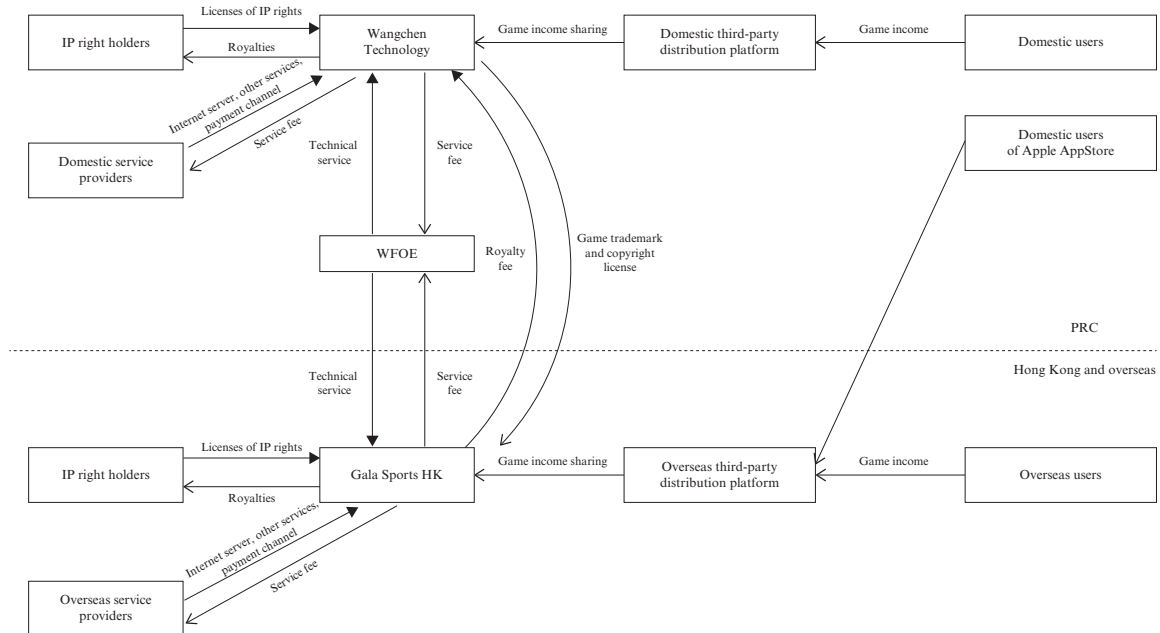 Licenses of IP rights
IP right holders
Royalties
Wangchen
Technology
Game income sharing
Domestic third-party
distribution platform
Game income
Domestic users
Internet server, other services,
payment channel
Service fee
Domestic service
providers
Technical
service
Service
fee
Domestic users
of Apple AppStore
WFOE
Royalty
fee
Game trademark
and copyright
license
PRC
Hong Kong and overseas
Technical
service
Service
fee
Licenses of IP rights
IP right holders
Royalties
Gala Sports HK
Game income sharing
Overseas third-party
distribution platform
Game income
Overseas users
Internet server, other services,
payment channel
Service fee
Overseas service
providers